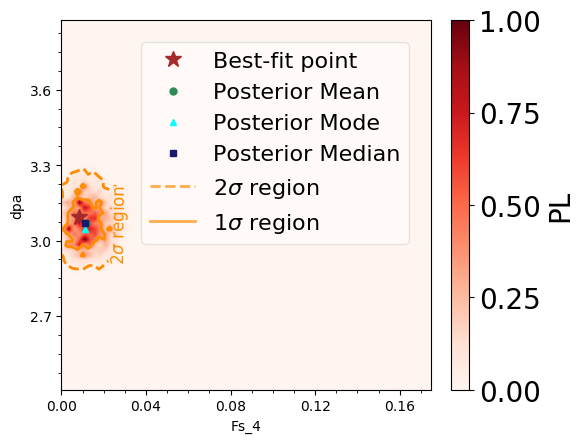 Best-fit point
Posterior Mean
Posterior Mode
Posterior Median
2σ region
1σ region
2σ region
3.6
3.3
3.0
2.7
dpa
0.00
0.04
0.08
0.12
0.16
Fs_4
1.00
0.75
0.50
0.25
0.00
PL